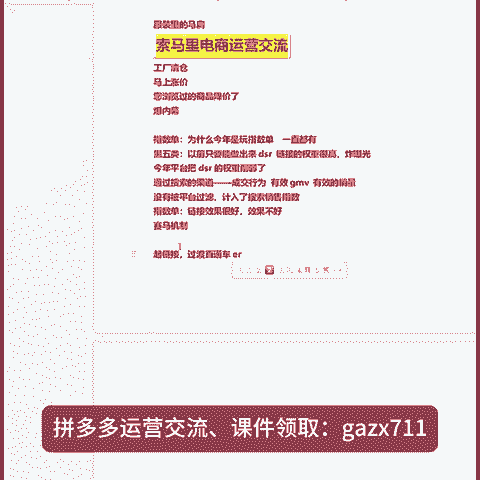 服装里的马甲
索马里电商运营交流
工厂清仓
马上涨价
您浏览过的商品降价了
爆内幕
指数单：为什么今年是玩指数单 一直都有
黑五类：以前只要能做出来 dsr 链接的权重很高，炸曝光
今年平台把 dsr 的权重削弱了
通过搜索的渠道------成交行为 有效 gmv 有效的销量
没有被平台过滤，计入了搜索销售指数
指数单：链接效果很好，效果不好
赛马机制
超链接，过渡直通车 er
拼多多运营交流、课件领取：gazx711